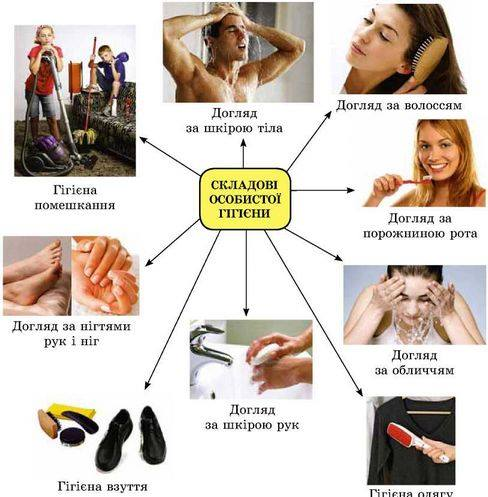 Догляд
за шкірою тіла
Догляд за волоссям
Гігієна
помешкання
СКЛАДОВІ
ОСОБИСТОЇ
ГІГІЄНИ
Догляд за
порожниною рота
Догляд за нігтями
рук і ніг
Догляд
за обличчям
Догляд
за шкірою рук
Гігієна взуття
Гігієна одягу